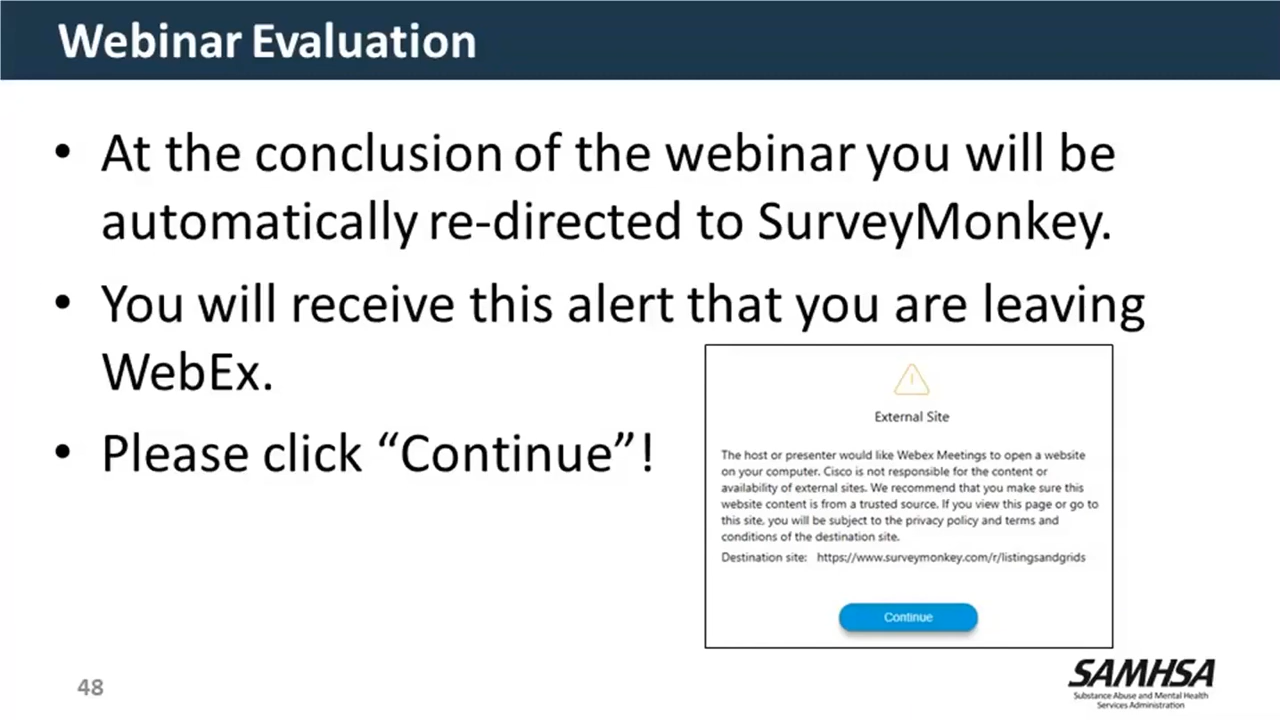 Webinar Evaluation
• At the conclusion of the webinar you will be
automatically re-directed to SurveyMonkey.
• You will receive this alert that you are leaving
WebEx.
• Please click “Continue”!
External Site
The host or presenter would like Webex Meetings to open a website
on your computer. Cisco is not responsible for the content or
availability of external sites. We recommend that you make sure this
website content is from a trusted source. If you view this page or go to
this site, you will be subject to the privacy policy and terms and
conditions of the destination site.
Destination site: https://www.surveymonkey.com/r/listingsandgrids
Continue
48
SAMHSA
Substance Abuse and Mental Health
Services Administration